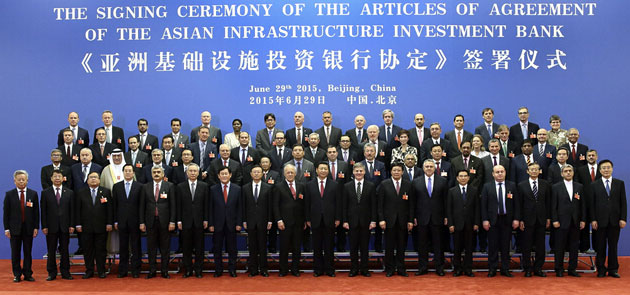 THE SIGNING CEREMONY OF THE ARTICLES OF AGREEMENT
OF THE ASIAN INFRASTRUCTURE INVESTMENT BANK
《亚洲基础设施投资银行协定》签署仪式
June 29th 2015, Beijing, China
2015年6月29日 中国·北京